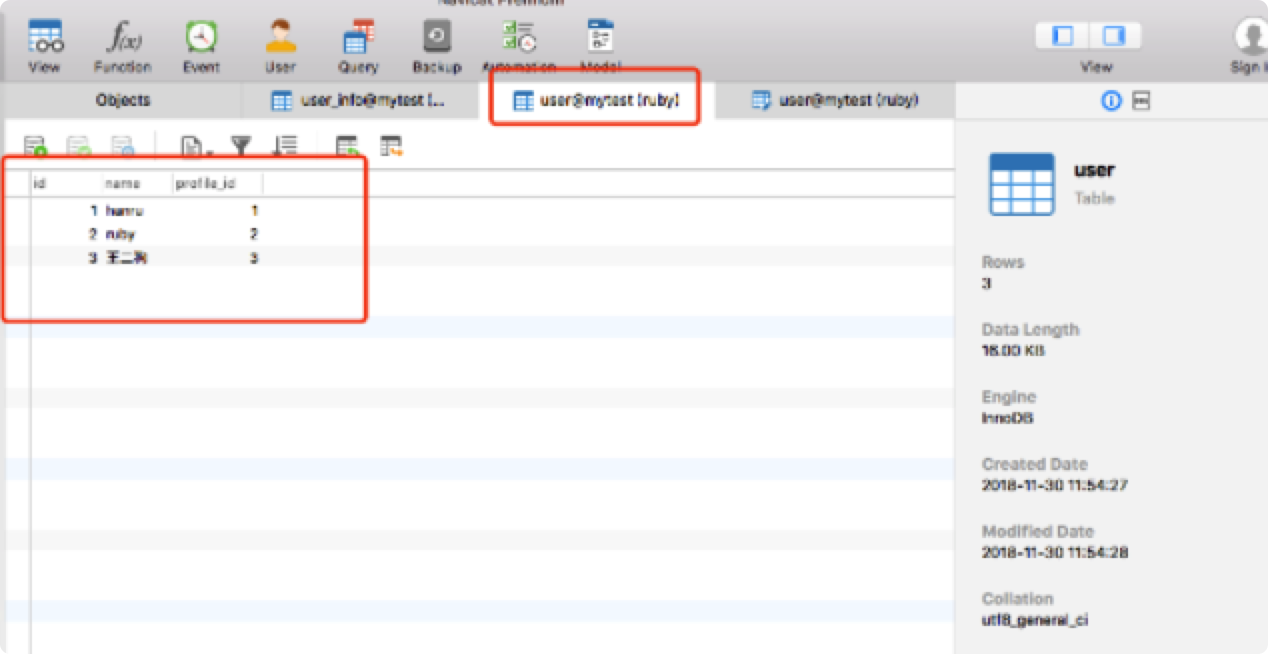 Navicat Premium
View Function Event User Query Backup Automation Model View Sign
Objects user_info@mytest (... user@mytest (ruby) user@mytest (ruby)
id name profile_id
1 hanru 1
2 ruby 2
3 王二狗 3
user
Table
Rows
3
Data Length
16.00 KB
Engine
InnoDB
Created Date
2018-11-30 11:54:27
Modified Date
2018-11-30 11:54:28
Collation
utf8_general_ci